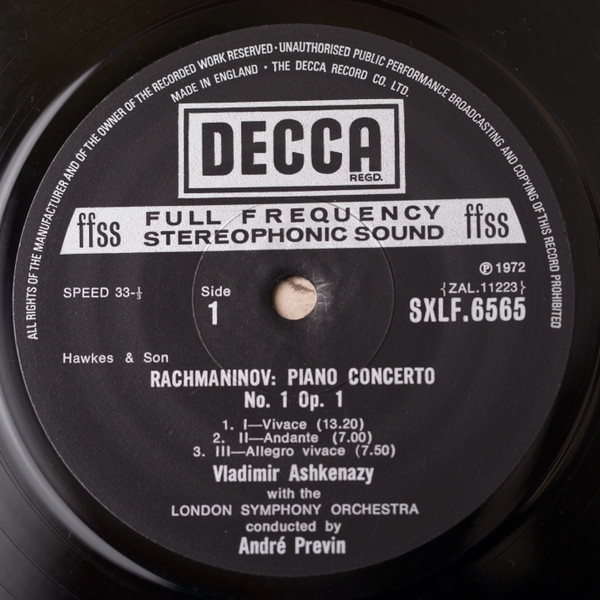 ALL RIGHTS OF THE MANUFACTURER AND OF THE OWNER OF THE RECORDED WORK RESERVED · UNAUTHORISED PUBLIC PERFORMANCE BROADCASTING AND COPYING OF THIS RECORD PROHIBITED
MADE IN ENGLAND · THE DECCA RECORD CO. LTD.
DECCA
REGD.
ffss FULL FREQUENCY STEREOPHONIC SOUND ffss
℗ 1972
SPEED 33-⅓ Side 1 {ZAL.11223}
SXLF.6565
Hawkes & Son
RACHMANINOV: PIANO CONCERTO
No. 1 Op. 1
1. I—Vivace (13.20)
2. II—Andante (7.00)
3. III—Allegro vivace (7.50)
Vladimir Ashkenazy
with the
LONDON SYMPHONY ORCHESTRA
conducted by
André Previn